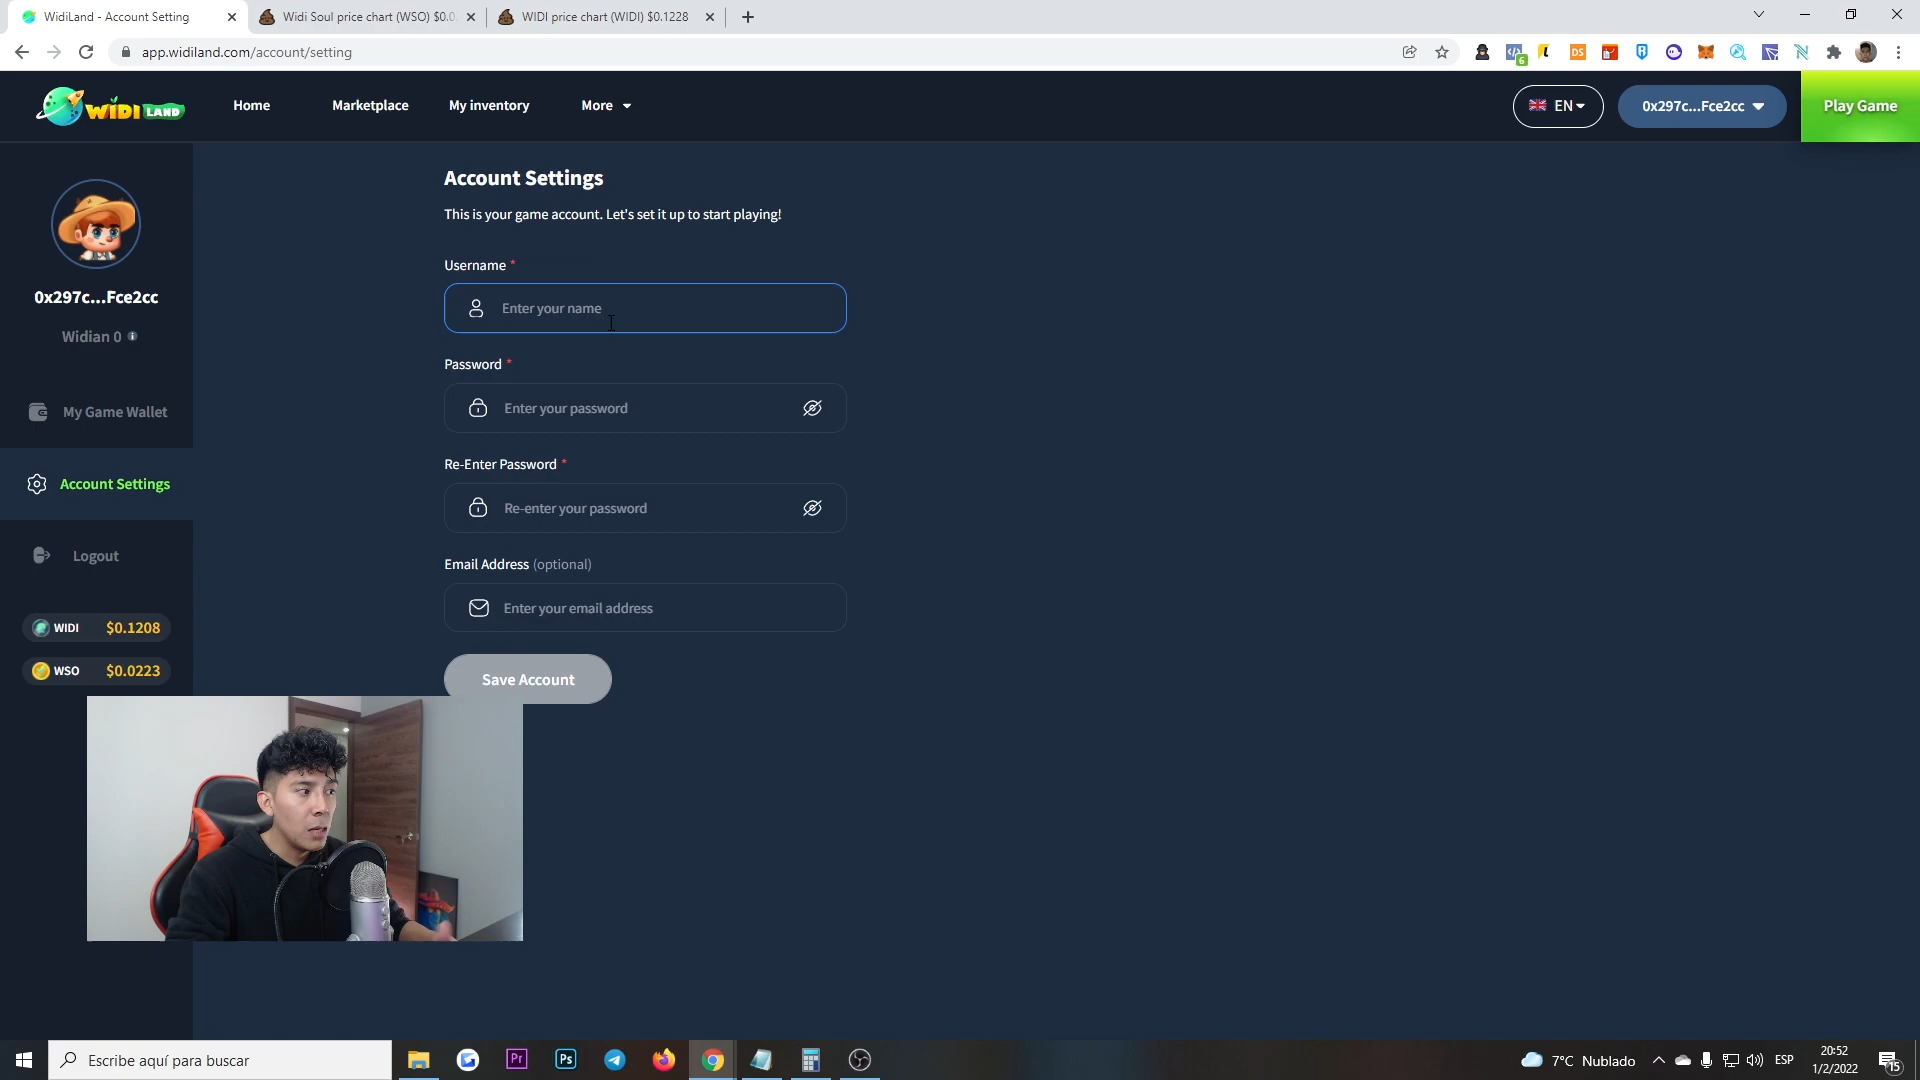 WidiLand - Account Setting
Widi Soul price chart (WSO) $0.0
WIDI price chart (WIDI) $0.1228
app.widiland.com/account/setting
DS
6
WIDI LAND
Home
Marketplace
My inventory
More
EN
0x297c...Fce2cc
Play Game
0x297c...Fce2cc
Widian 0
My Game Wallet
Account Settings
Logout
WIDI $0.1208
WSO $0.0223
Account Settings
This is your game account. Let's set it up to start playing!
Username *
Enter your name
Password *
Enter your password
Re-Enter Password *
Re-enter your password
Email Address (optional)
Enter your email address
Save Account
Escribe aquí para buscar
Pr
Ps
7°C Nublado
ESP
20:52
1/2/2022
15